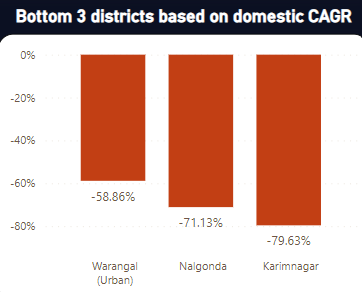 Bottom 3 districts based on domestic CAGR
0%
-20%
-40%
-60%
-80%
-58.86%
-71.13%
-79.63%
Warangal
(Urban)
Nalgonda
Karimnagar